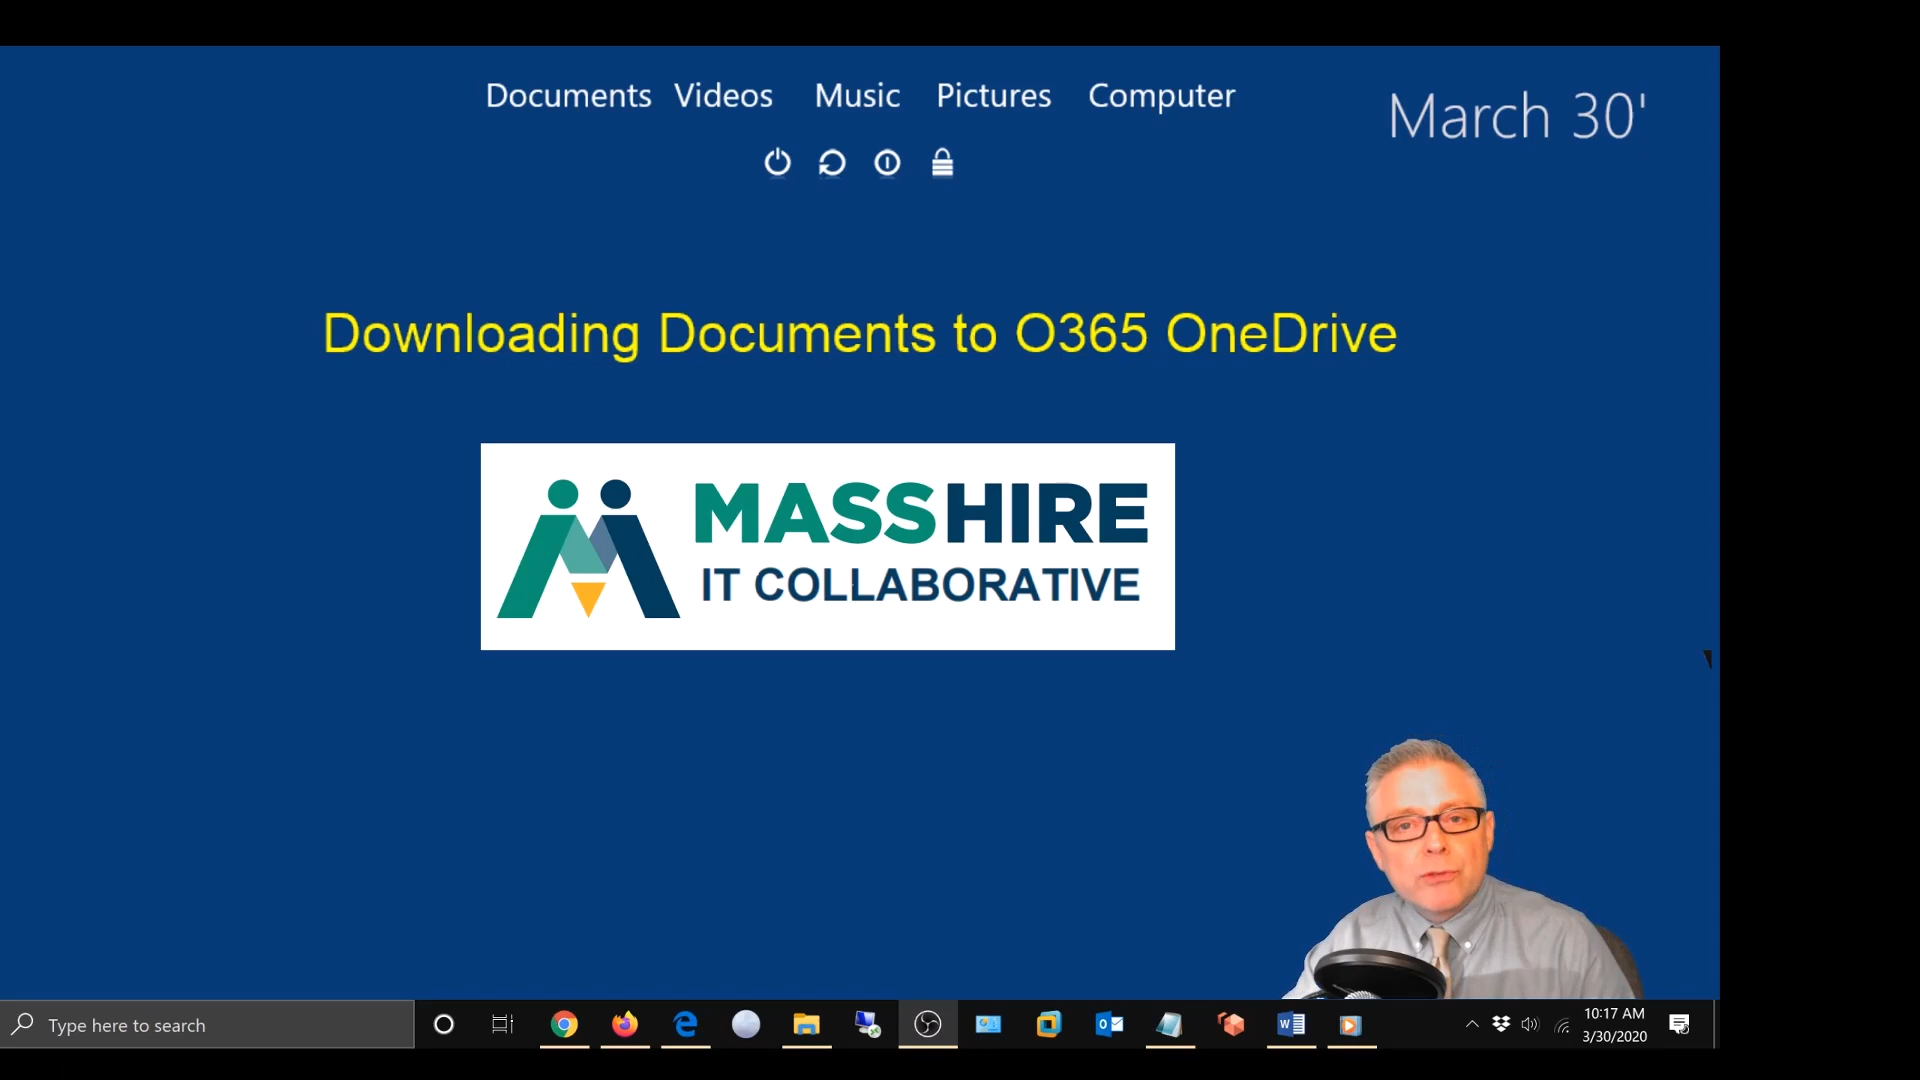 Documents Videos Music Pictures Computer
March 30'
Downloading Documents to O365 OneDrive
MASSHIRE
IT COLLABORATIVE
Type here to search
10:17 AM
3/30/2020